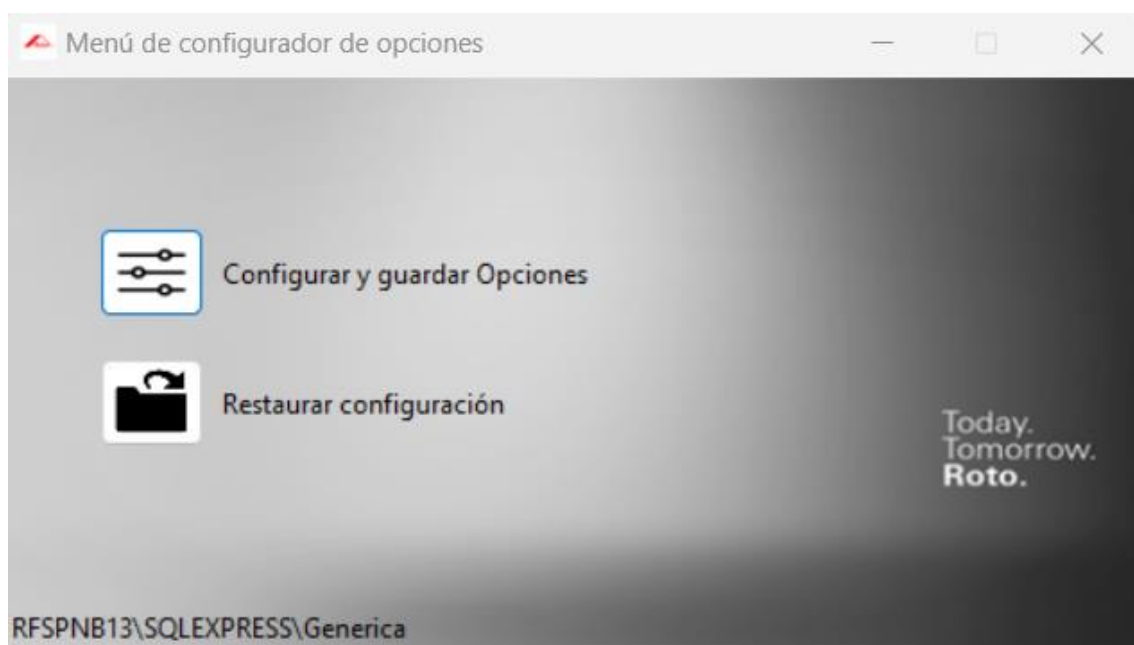 Menú de configurador de opciones
Configurar y guardar Opciones
Restaurar configuración
Today.
Tomorrow.
Roto.
RFSPNB13\SQLEXPRESS\Generica